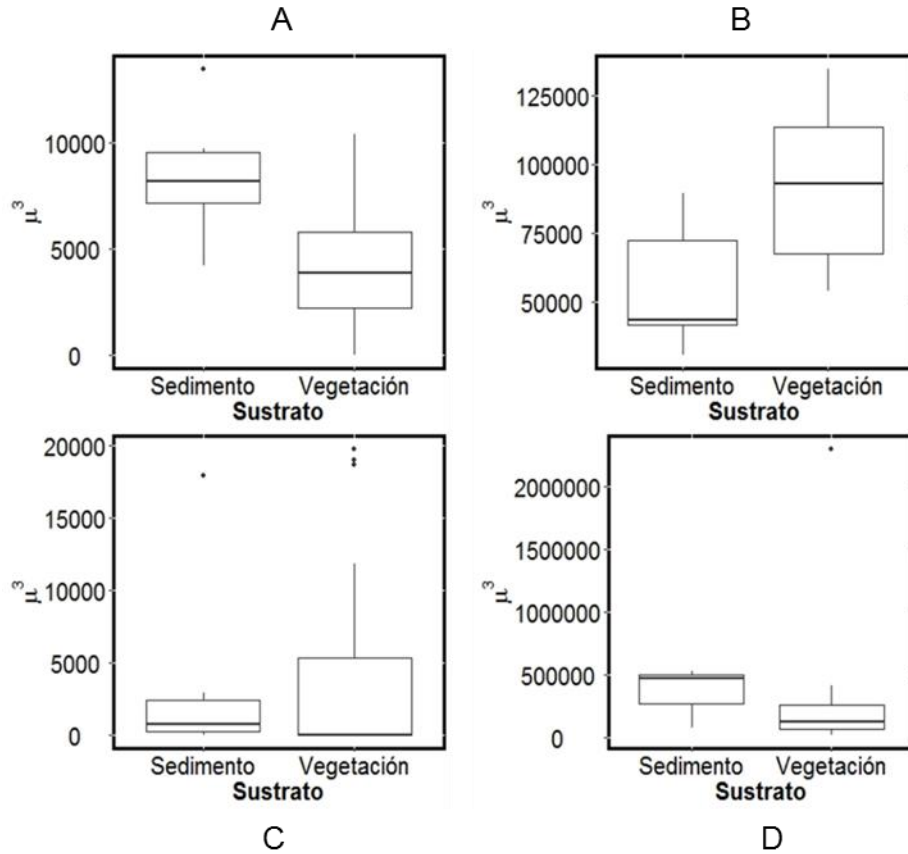 A
B
μ³
10000
5000
0
Sedimento Vegetación
Sustrato
μ³
125000
100000
75000
50000
Sedimento Vegetación
Sustrato
μ³
20000
15000
10000
5000
0
Sedimento Vegetación
Sustrato
μ³
2000000
1500000
1000000
500000
0
Sedimento Vegetación
Sustrato
C
D